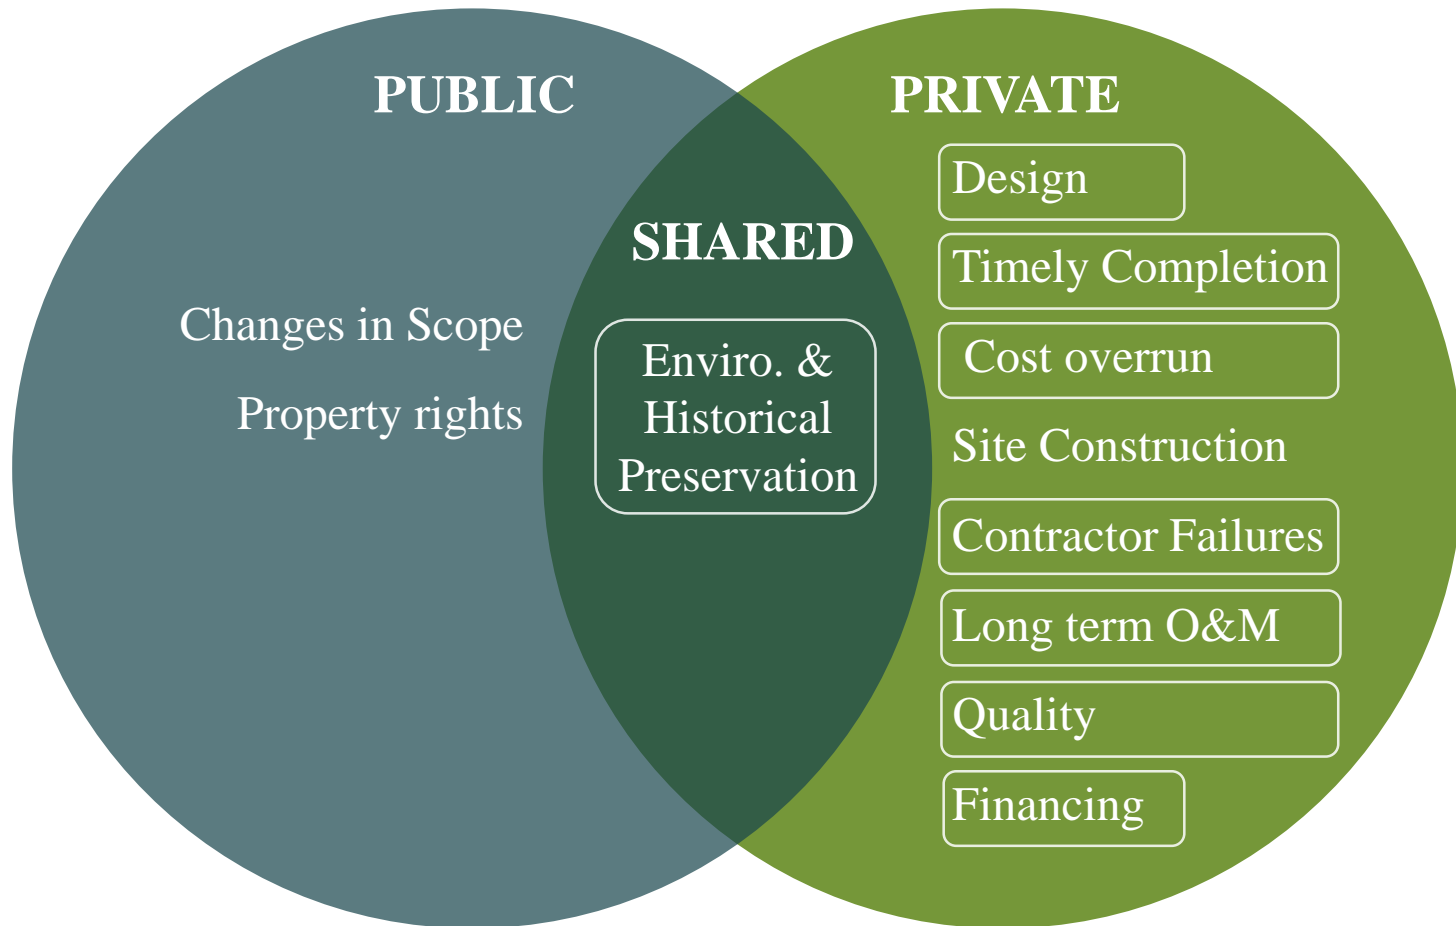 PUBLIC
Changes in Scope
Property rights
SHARED
Enviro. &
Historical
Preservation
PRIVATE
Design
Timely Completion
Cost overrun
Site Construction
Contractor Failures
Long term O&M
Quality
Financing